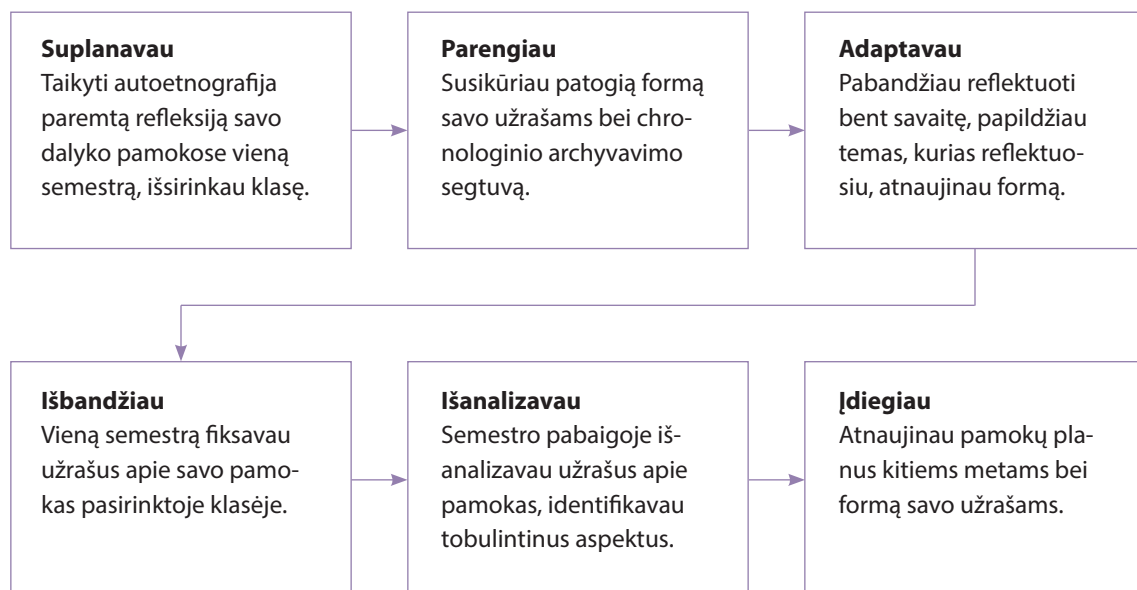 Suplanavau
Taikyti autoetnografija
paremtą refleksiją savo
dalyko pamokose vieną
semestrą, išsirinkau klasę.
Parengiau
Susikūriau patogią formą
savo užrašams bei chro-
nologinio archyvavimo
segtuvą.
Adaptavau
Pabandžiau reflektuoti
bent savaitę, papildžiau
temas, kurias reflektuo-
siu, atnaujinau formą.
Išbandžiau
Vieną semestrą fiksavau
užrašus apie savo pamo-
kas pasirinktoje klasėje.
Išanalizavau
Semestro pabaigoje iš-
analizavau užrašus apie
pamokas, identifikavau
tobulintinus aspektus.
Įdiegiau
Atnaujinau pamokų pla-
nus kitiems metams bei
formą savo užrašams.